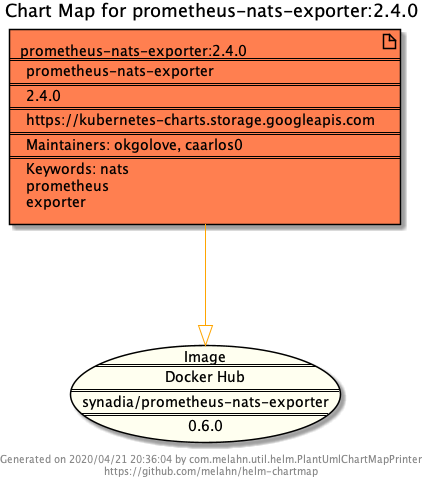 Chart Map for prometheus-nats-exporter:2.4.0
prometheus-nats-exporter:2.4.0
prometheus-nats-exporter
2.4.0
https://kubernetes-charts.storage.googleapis.com
Maintainers: okgolove, caarlos0
Keywords: nats
prometheus
exporter
Image
Docker Hub
synadia/prometheus-nats-exporter
0.6.0
Generated on 2020/04/21 20:36:04 by com.melahn.util.helm.PlantUmlChartMapPrinter
https://github.com/melahn/helm-chartmap